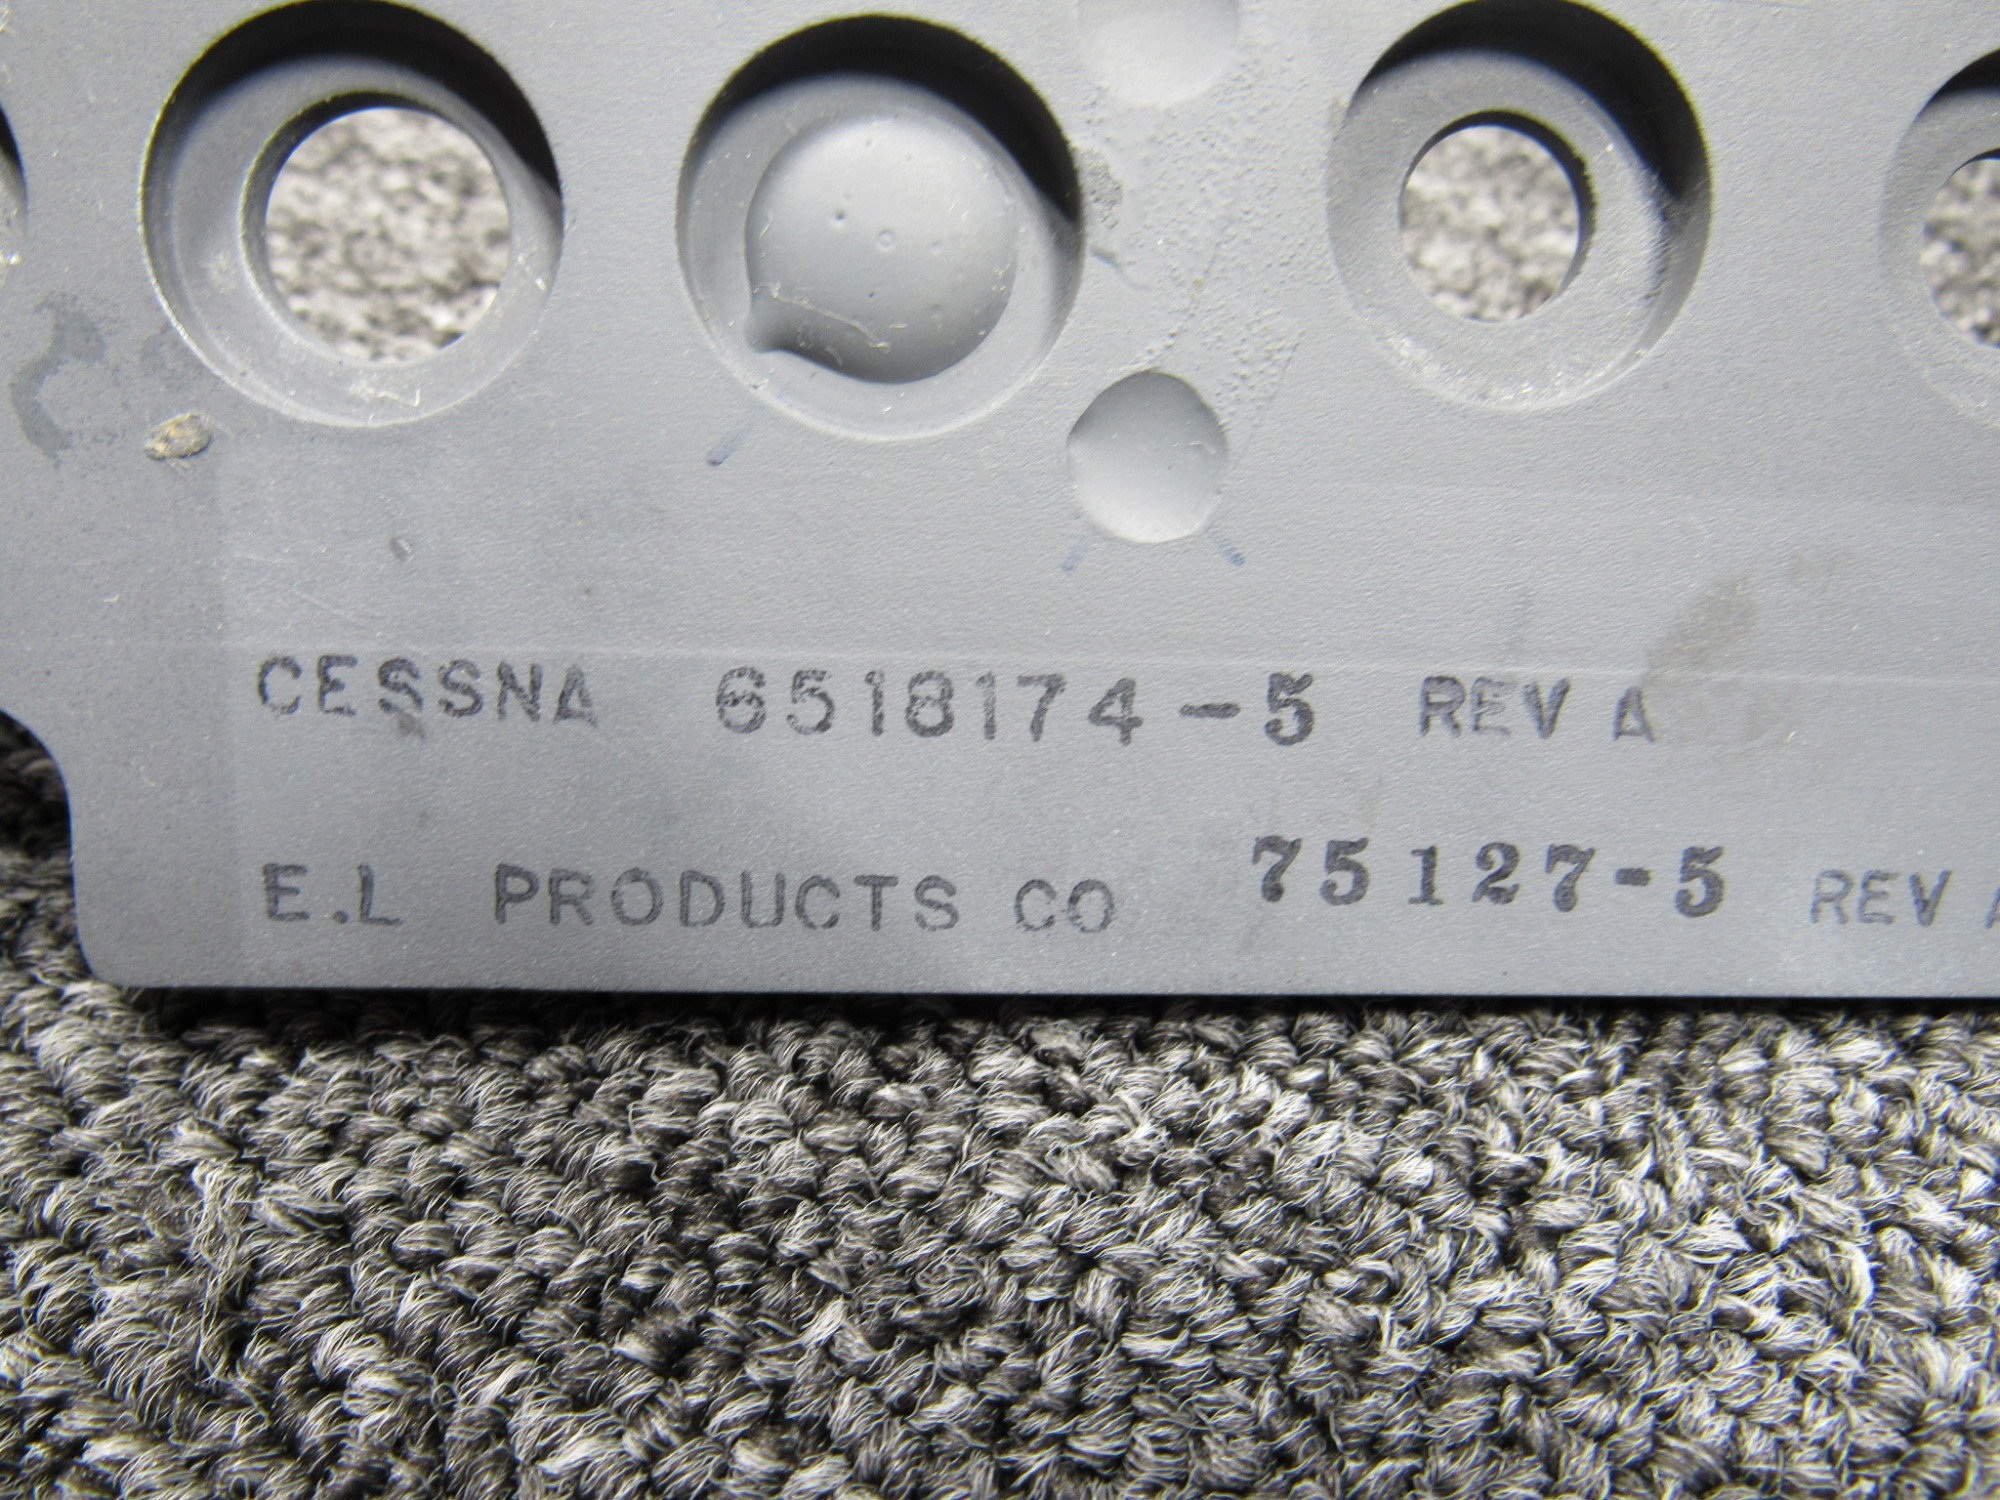 CESSNA 6518174-5 REV A
E.L PRODUCTS CO 75127-5 REV